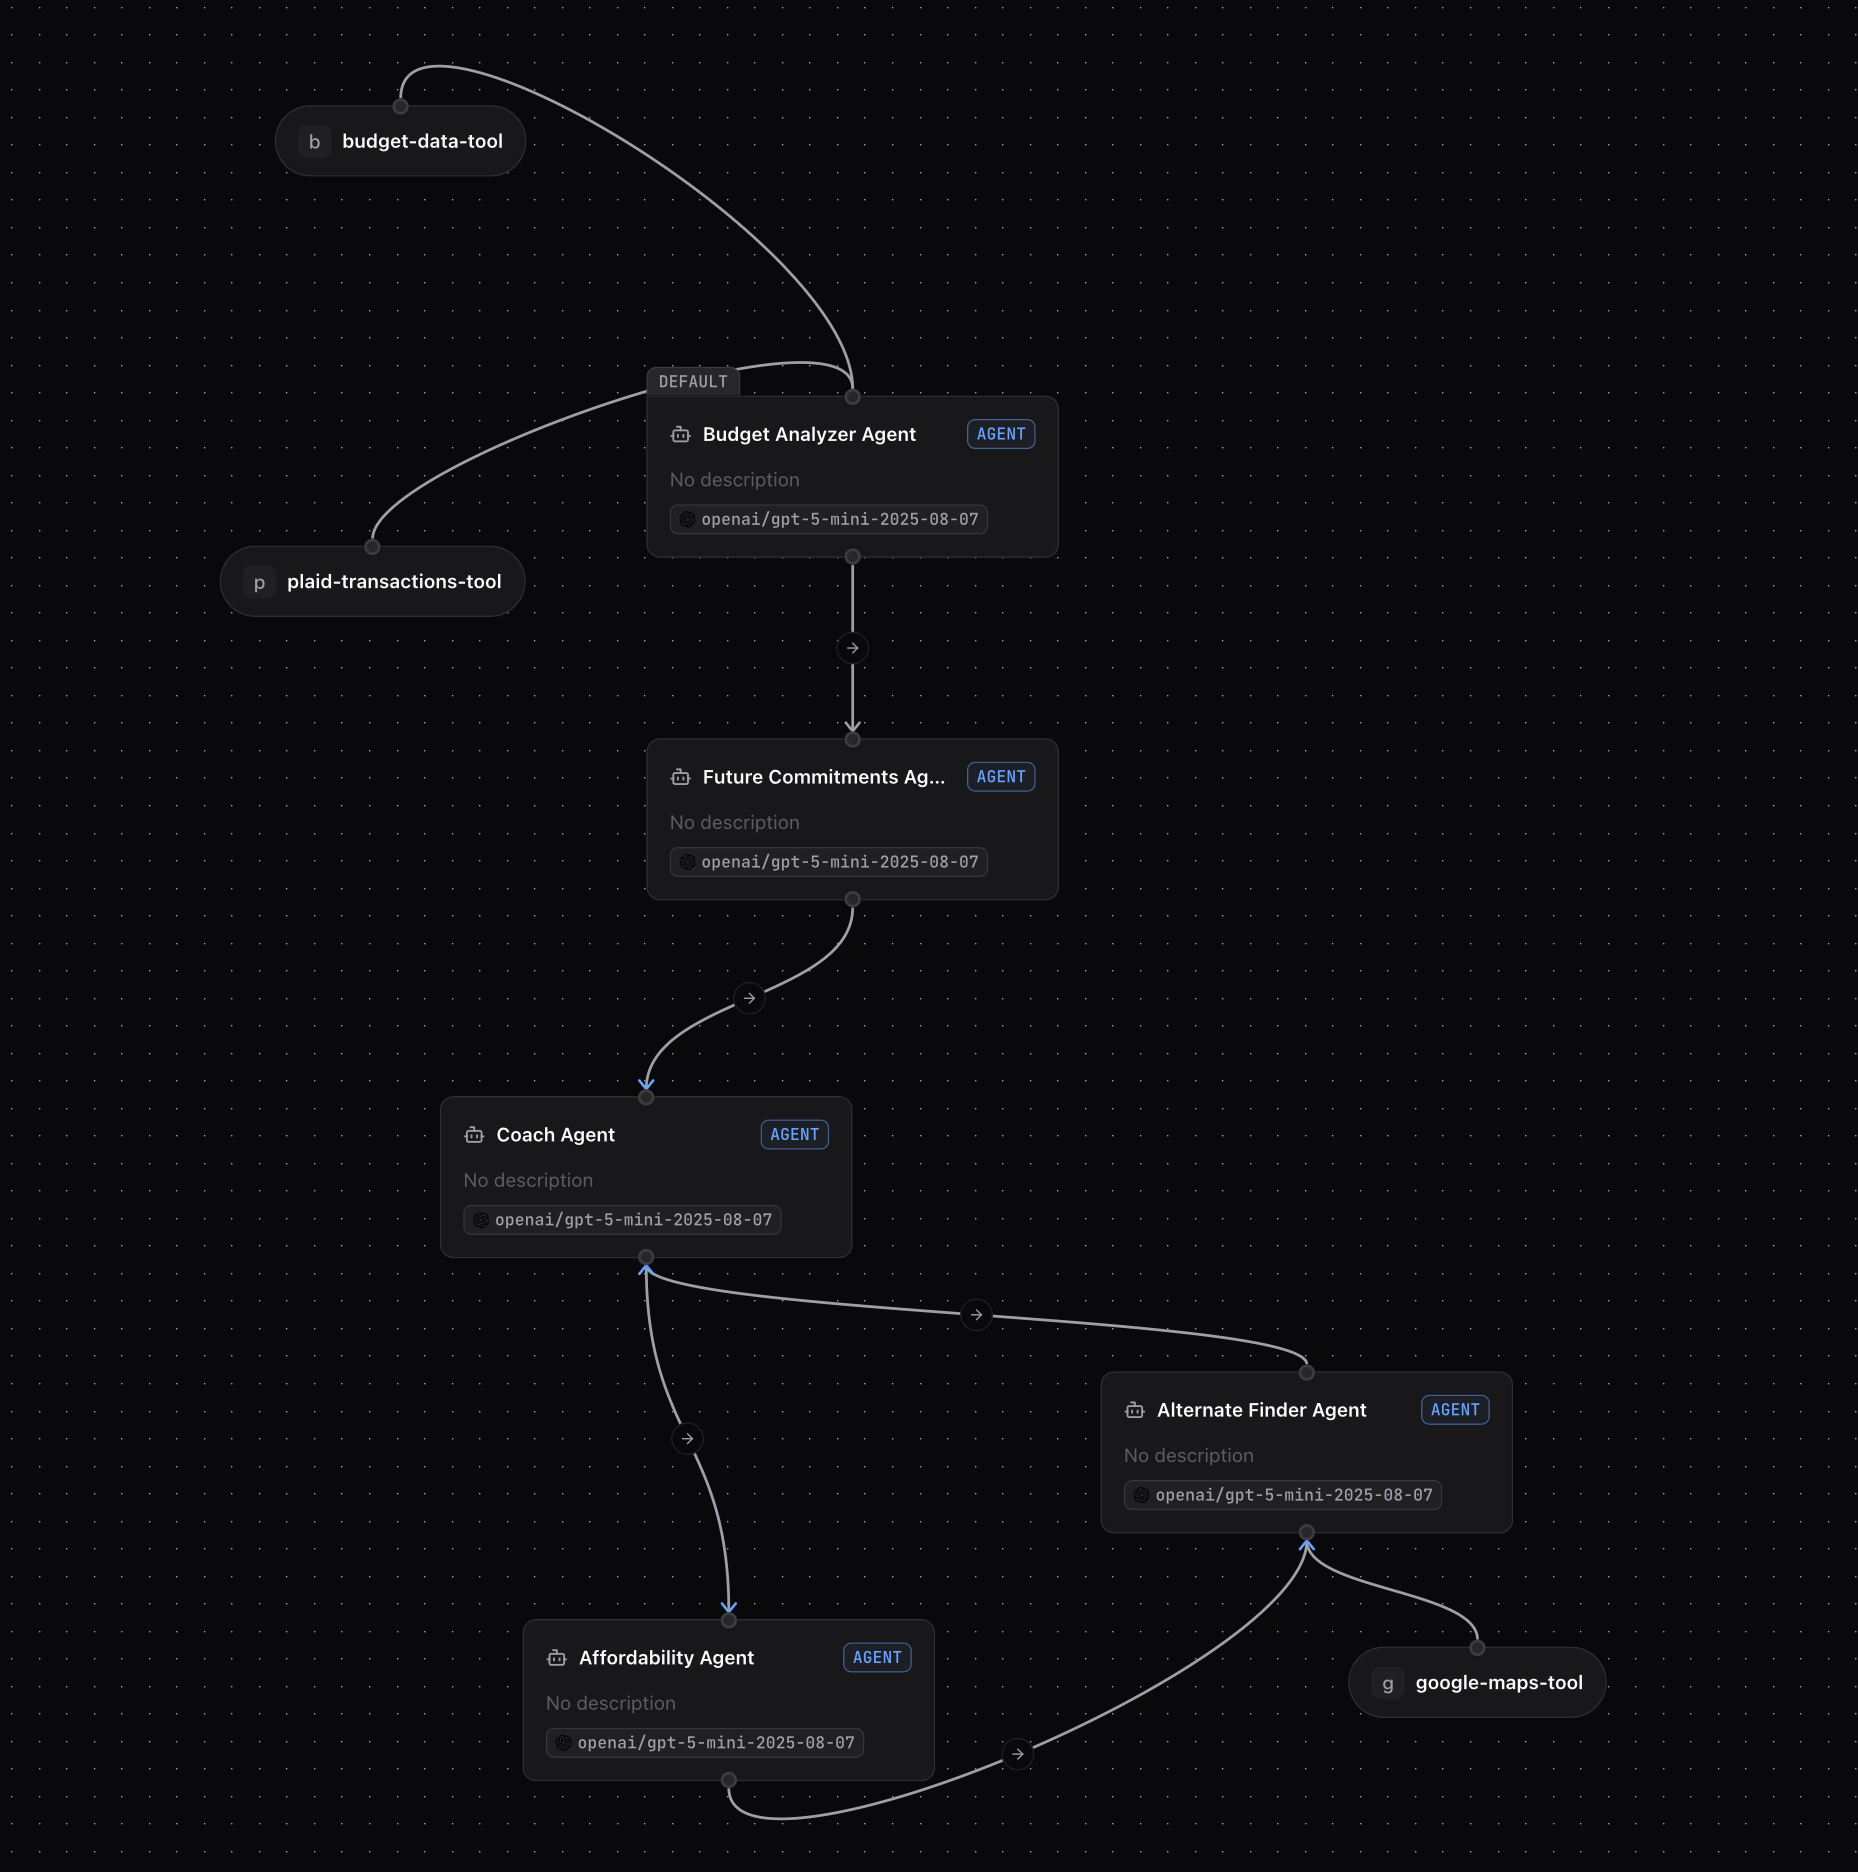 b budget-data-tool
DEFAULT
Budget Analyzer Agent AGENT
No description
openai/gpt-5-mini-2025-08-07
p plaid-transactions-tool
Future Commitments Ag... AGENT
No description
openai/gpt-5-mini-2025-08-07
Coach Agent AGENT
No description
openai/gpt-5-mini-2025-08-07
Alternate Finder Agent AGENT
No description
openai/gpt-5-mini-2025-08-07
Affordability Agent AGENT
No description
openai/gpt-5-mini-2025-08-07
g google-maps-tool